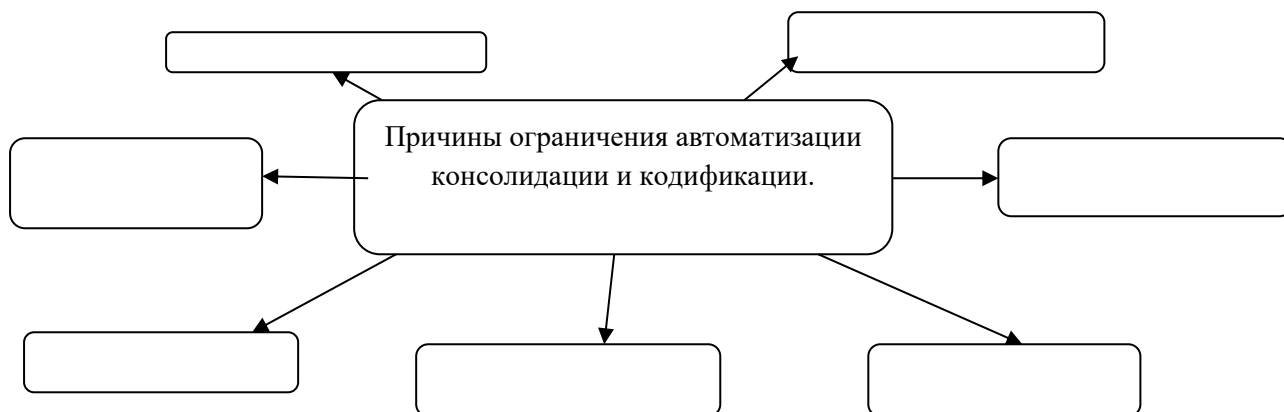 Причины ограничения автоматизации
консолидации и кодификации.